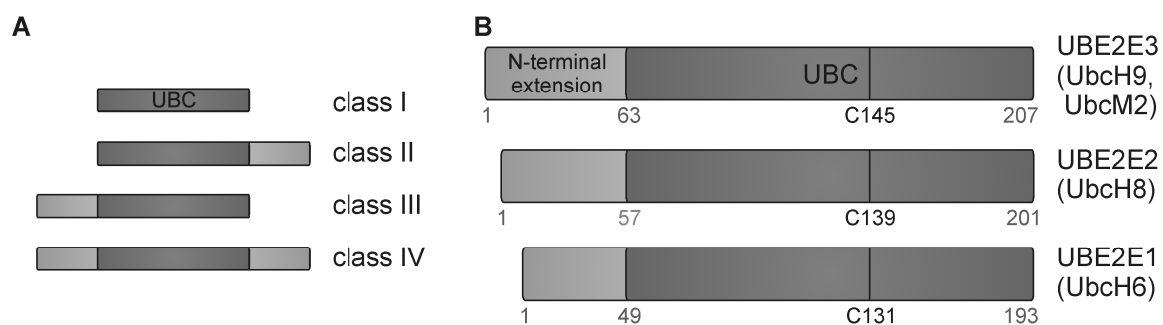 A
UBC
class I
class II
class III
class IV
B
N-terminal
extension
UBC
1
63
C145
207
UBE2E3
(UbcH9,
UbcM2)
1
57
C139
201
UBE2E2
(UbcH8)
1
49
C131
193
UBE2E1
(UbcH6)